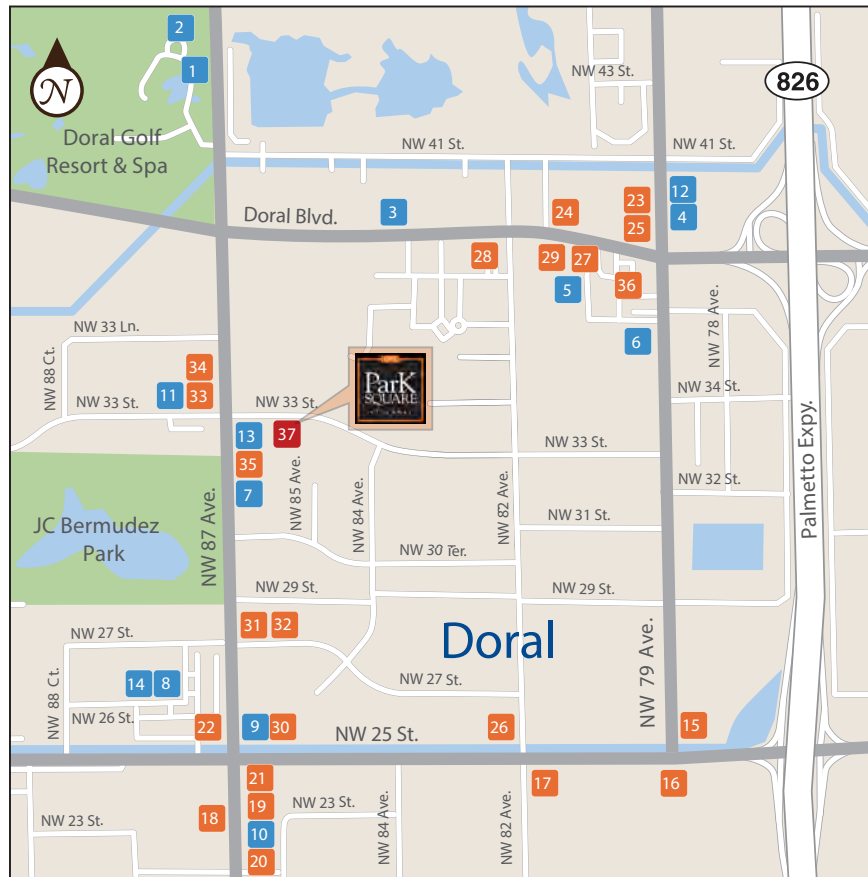 2
1
N
NW 43 St.
826
Doral Golf
Resort & Spa
NW 41 St.
NW 41 St.
3
Doral Blvd.
24
23
25
12
4
28
29
27
5
36
6
NW 78 Ave.
NW 33 Ln.
NW 88 Ct.
34
11
33
NW 33 St.
ParK
SQUARE
NW 34 St.
Palmetto Expy.
NW 33 St.
13
37
35
7
NW 85 Ave.
NW 84 Ave.
NW 82 Ave.
NW 33 St.
NW 32 St.
JC Bermudez
Park
NW 87 Ave.
NW 31 St.
NW 30 Ter.
NW 29 St.
NW 29 St.
31
32
Doral
NW 79 Ave.
NW 27 St.
NW 88 Ct.
14
8
NW 27 St.
NW 26 St.
22
9
30
NW 25 St.
26
15
21
19
10
20
18
17
16
NW 23 St.
NW 23 St.
NW 84 Ave.
NW 82 Ave.